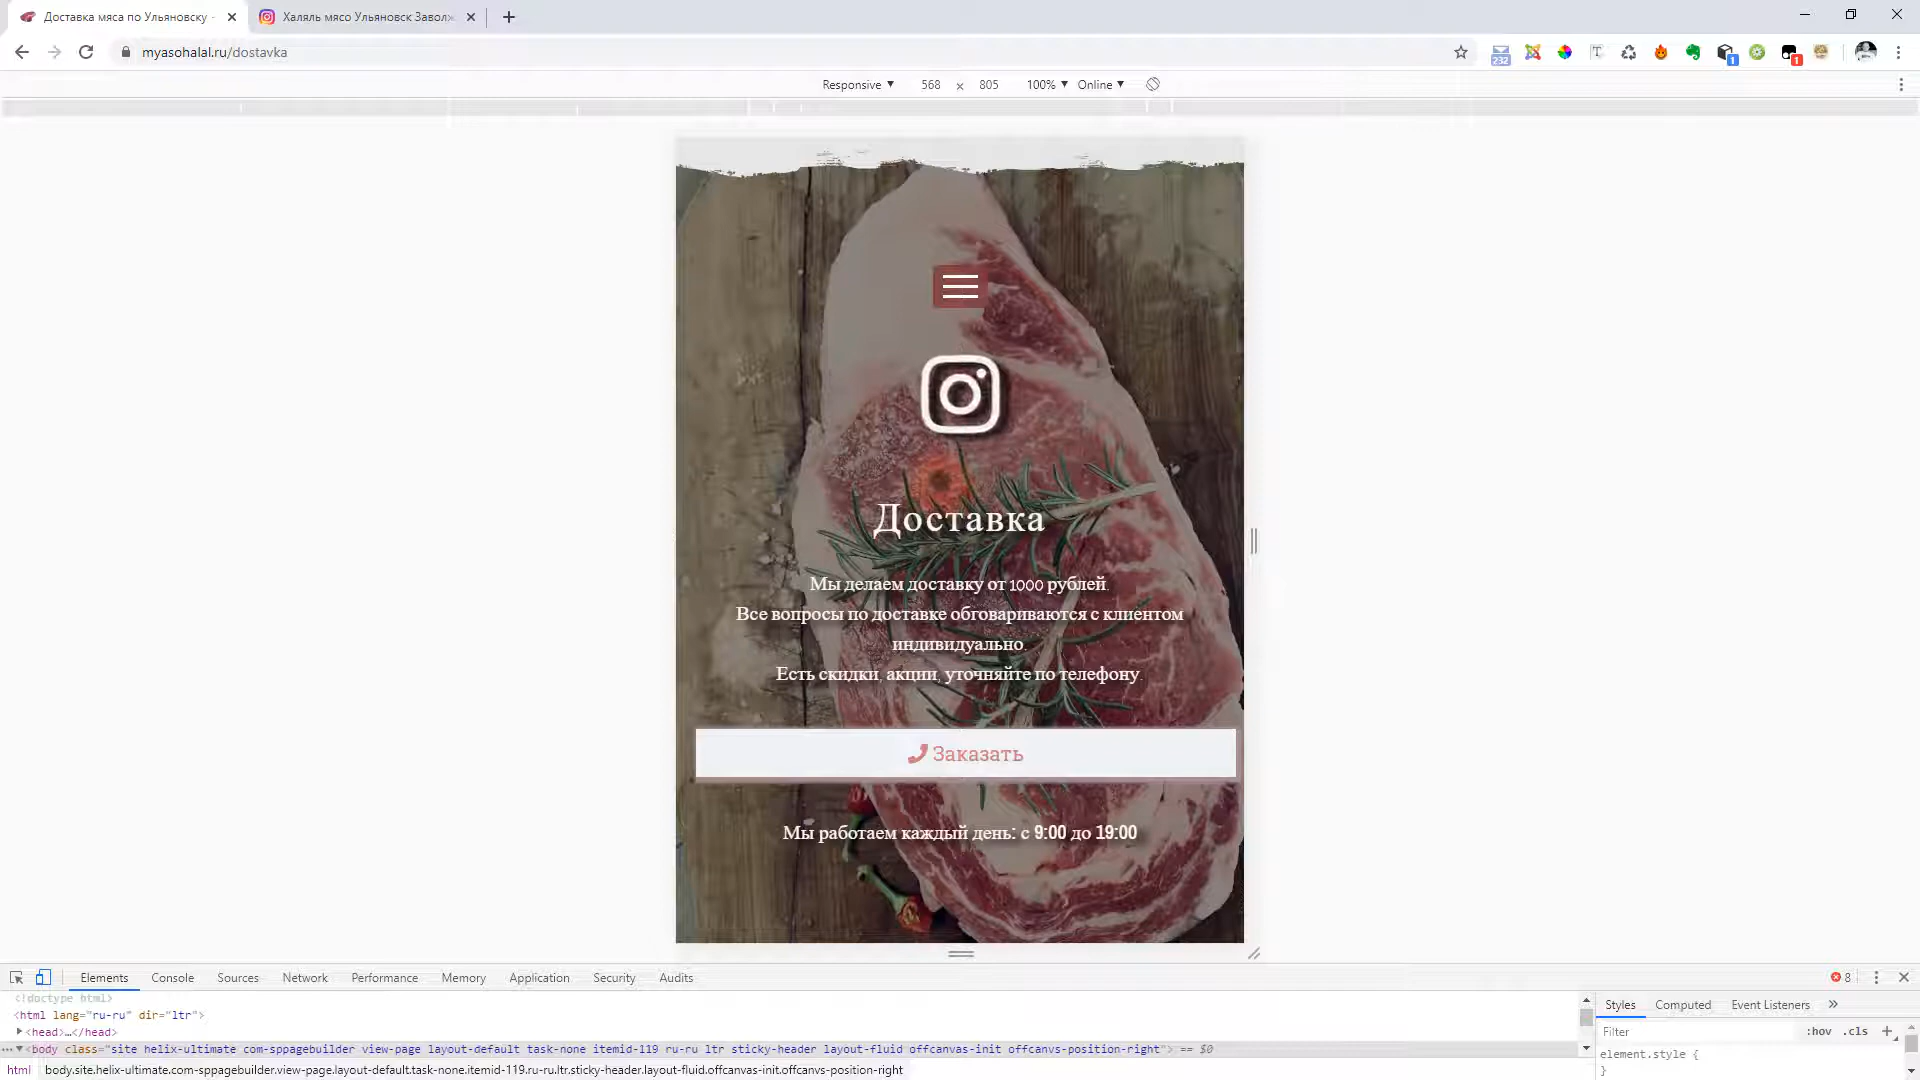 Доставка мяса по Ульяновску -
Халяль мясо Ульяновск Заволж
myasohalal.ru/dostavka
232
1
1
Responsive ▼ 568 × 805 100% ▼ Online ▼
Доставка
Мы делаем доставку от 1000 рублей.
Все вопросы по доставке обговариваются с клиентом
индивидуально.
Есть скидки, акции, уточняйте по телефону.
Заказать
Мы работаем каждый день: с 9:00 до 19:00
Elements Console Sources Network Performance Memory Application Security Audits 8
<!doctype html>
<html lang="ru-ru" dir="ltr">
<head>…</head>
<body class="site helix-ultimate com-sppagebuilder view-page layout-default task-none itemid-119 ru-ru ltr sticky-header layout-fluid offcanvas-init offcanvs-position-right"> == $0
html body.site.helix-ultimate.com-sppagebuilder.view-page.layout-default.task-none.itemid-119.ru-ru.ltr.sticky-header.layout-fluid.offcanvas-init.offcanvs-position-right
Styles Computed Event Listeners »
Filter :hov .cls +
element.style {
}